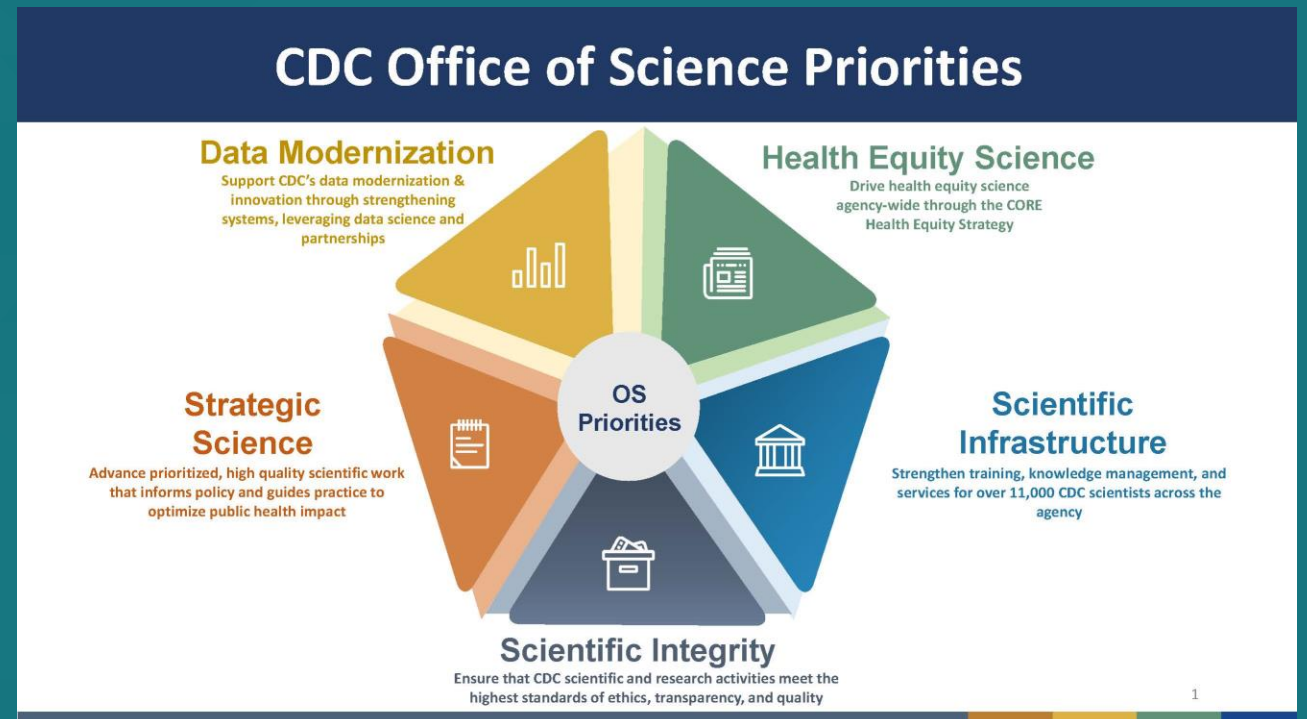 CDC Office of Science Priorities
Data Modernization
Support CDC's data modernization &
innovation through strengthening
systems, leveraging data science and
partnerships
Health Equity Science
Drive health equity science
agency-wide through the CORE
Health Equity Strategy
OS
Priorities
Strategic
Science
Advance prioritized, high quality scientific work
that informs policy and guides practice to
optimize public health impact
Scientific
Infrastructure
Strengthen training, knowledge management, and
services for over 11,000 CDC scientists across the
agency
Scientific Integrity
Ensure that CDC scientific and research activities meet the
highest standards of ethics, transparency, and quality
1